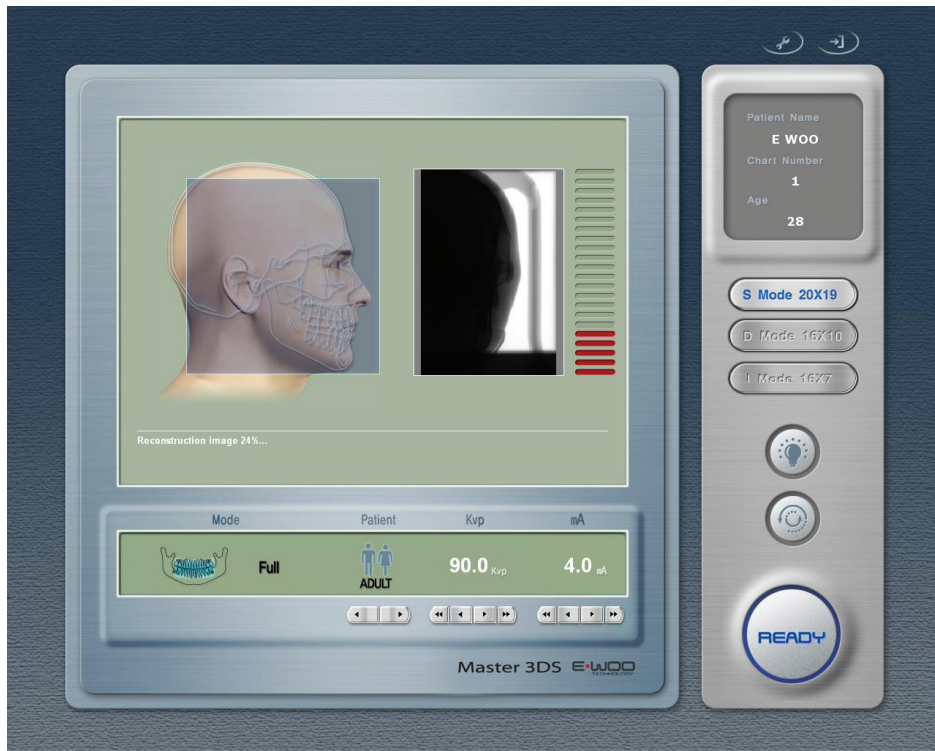 Patient Name
E WOO
Chart Number
1
Age
28
S Mode 20X19
D Mode 16X10
I Mode 16X7
Reconstruction image 24%...
Mode Patient Kvp mA
Full ADULT 90.0 Kvp 4.0 mA
READY
Master 3DS E·WOO
TECHNOLOGY